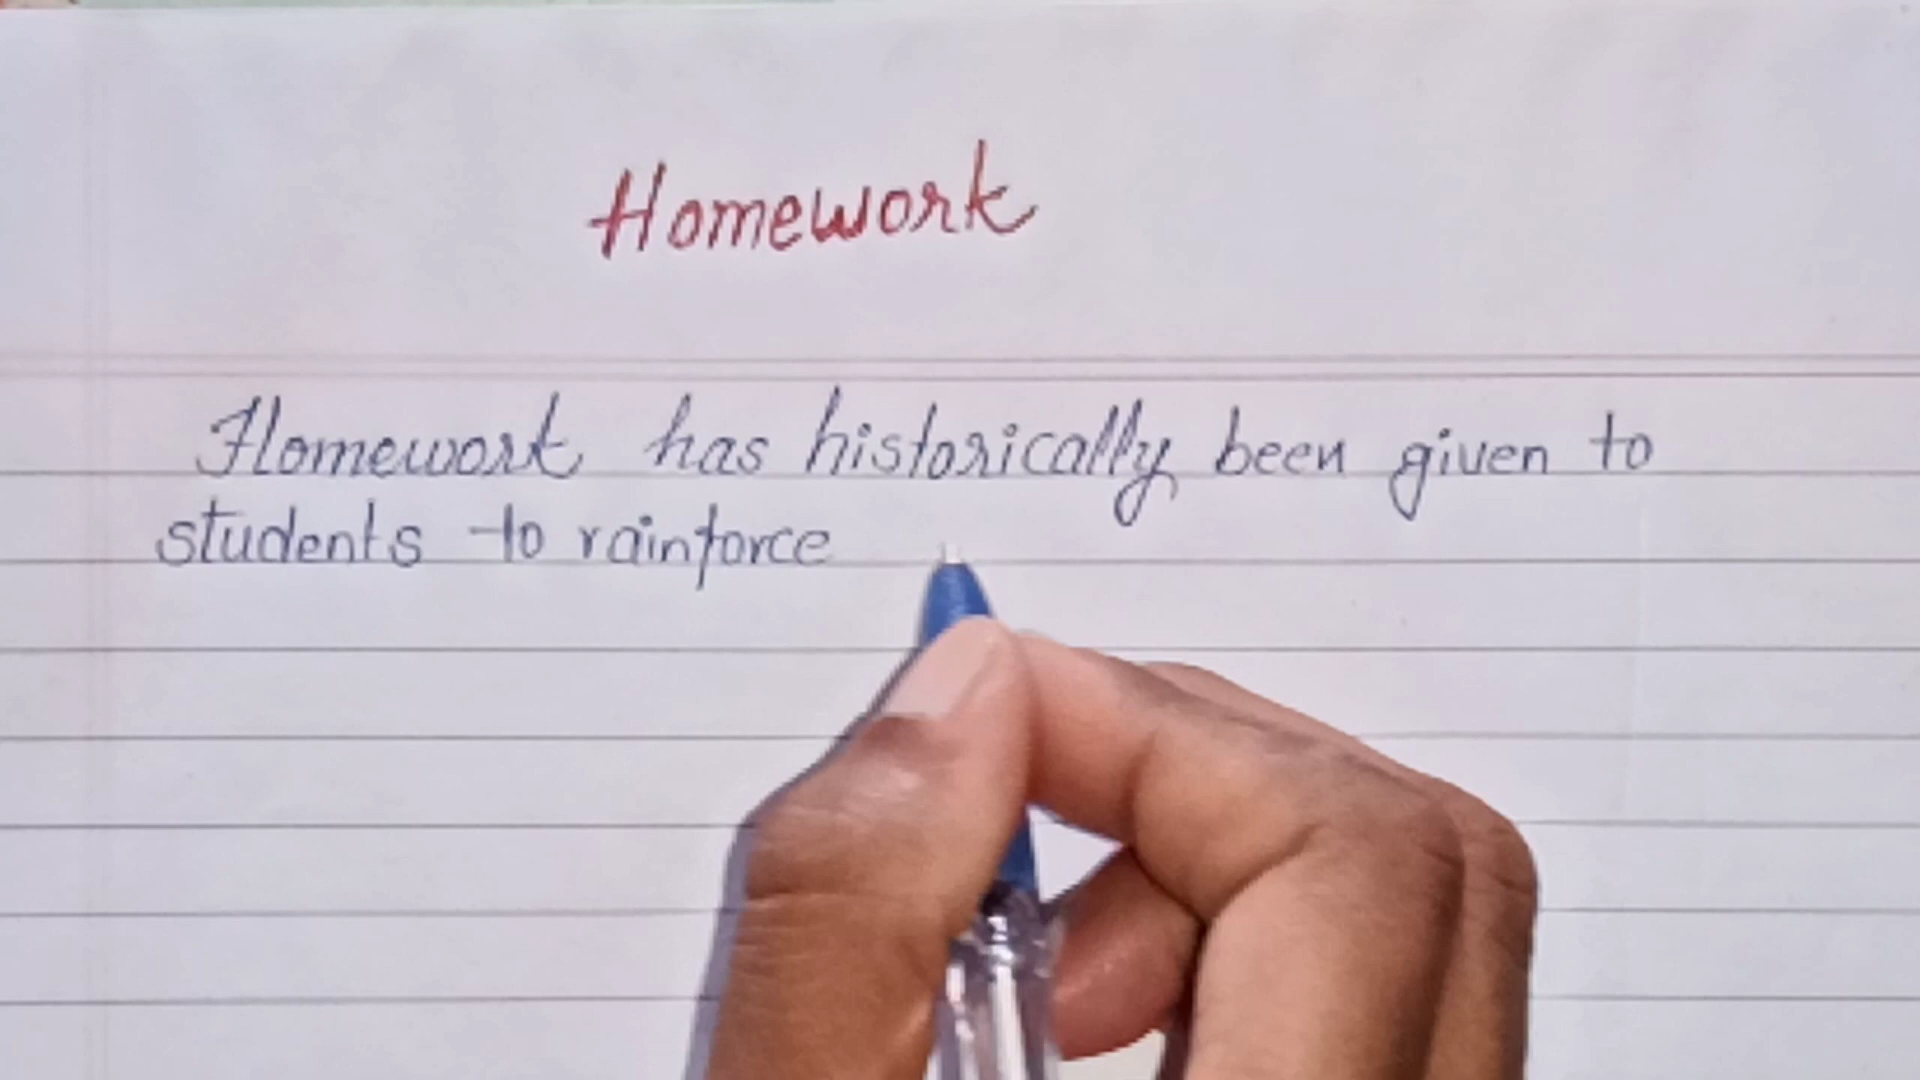 Homework
Homework has historically been given to
students to rainforce